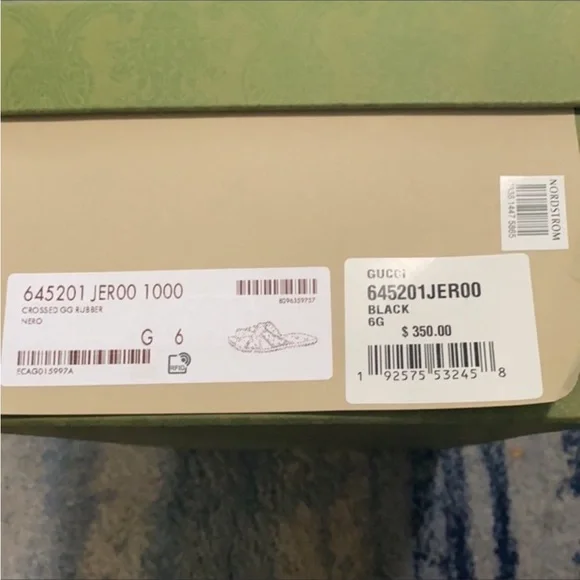 NORDSTROM
645201 JER00 1000
CROSSED GG RUBBER
NERO
8096359757
G 6
RFID
GUCCI
645201JER00
BLACK
6G
$ 350.00
1 92575 53245 8